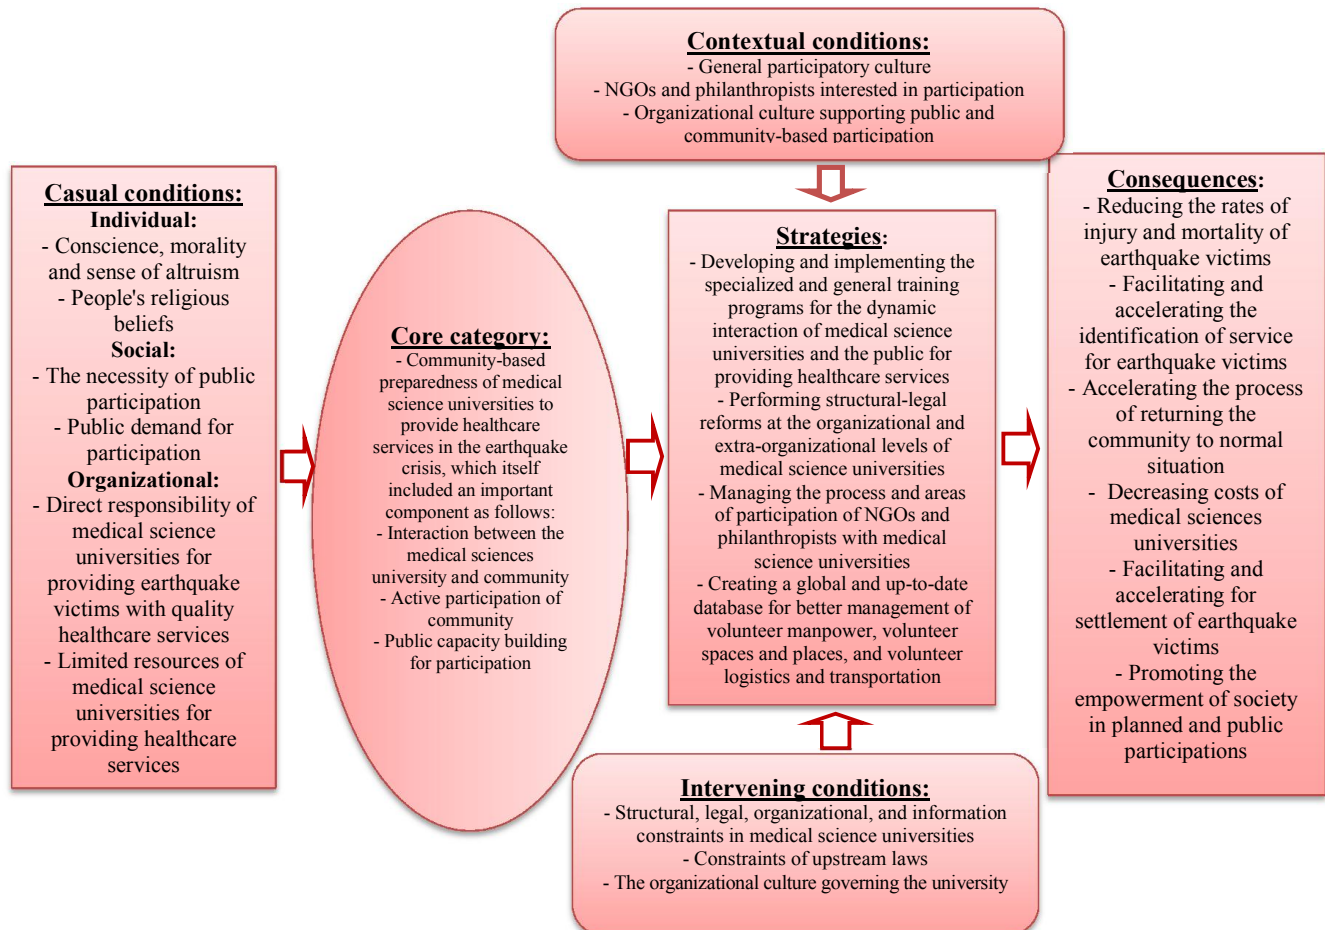 Contextual conditions:
- General participatory culture
- NGOs and philanthropists interested in participation
- Organizational culture supporting public and
community-based participation
Casual conditions:
Individual:
- Conscience, morality
and sense of altruism
- People's religious
beliefs
Social:
- The necessity of public
participation
- Public demand for
participation
Organizational:
- Direct responsibility of
medical science
universities for
providing earthquake
victims with quality
healthcare services
- Limited resources of
medical science
universities for
providing healthcare
services
Core category:
- Community-based
preparedness of medical
science universities to
provide healthcare
services in the earthquake
crisis, which itself
included an important
component as follows:
- Interaction between the
medical sciences
university and community
- Active participation of
community
- Public capacity building
for participation
Strategies:
- Developing and implementing the
specialized and general training
programs for the dynamic
interaction of medical science
universities and the public for
providing healthcare services
- Performing structural-legal
reforms at the organizational and
extra-organizational levels of
medical science universities
- Managing the process and areas
of participation of NGOs and
philanthropists with medical
science universities
- Creating a global and up-to-date
database for better management of
volunteer manpower, volunteer
spaces and places, and volunteer
logistics and transportation
Intervening conditions:
- Structural, legal, organizational, and information
constraints in medical science universities
- Constraints of upstream laws
- The organizational culture governing the university
Consequences:
- Reducing the rates of
injury and mortality of
earthquake victims
- Facilitating and
accelerating the
identification of service
for earthquake victims
- Accelerating the process
of returning the
community to normal
situation
- Decreasing costs of
medical sciences
universities
- Facilitating and
accelerating for
settlement of earthquake
victims
- Promoting the
empowerment of society
in planned and public
participations